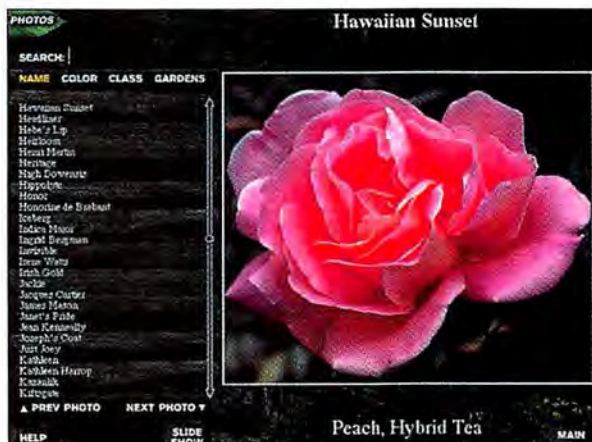 PHOTOS
Hawaiian Sunset
SEARCH:
NAME COLOR CLASS GARDENS
Hawaiian Sunset
Headliner
Hebe's Lip
Heirloom
Henri Martin
Heritage
High Downensis
Hippolyte
Honor
Honorine de Brabant
Iceberg
Indica Major
Ingrid Bergman
Invisible
Irene Watts
Irish Gold
Jackie
Jacques Cartier
James Mason
Janet's Pride
Jean Kenneally
Joseph's Coat
Just Joey
Kathleen
Kathleen Harrop
Kazanlik
Kiftsgate
▲ PREV PHOTO NEXT PHOTO ▼
HELP
SLIDE SHOW
Peach, Hybrid Tea
MAIN